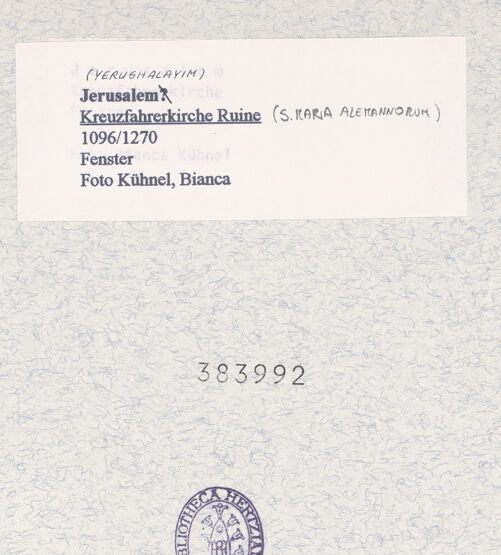 (YERUSHALAYIM)
Jerusalem
Kreuzfahrerkirche Ruine (S. MARIA ALEMANNORUM)
1096/1270
Fenster
Foto Kühnel, Bianca
383992
BIBLIOTHECA HERTZIANA